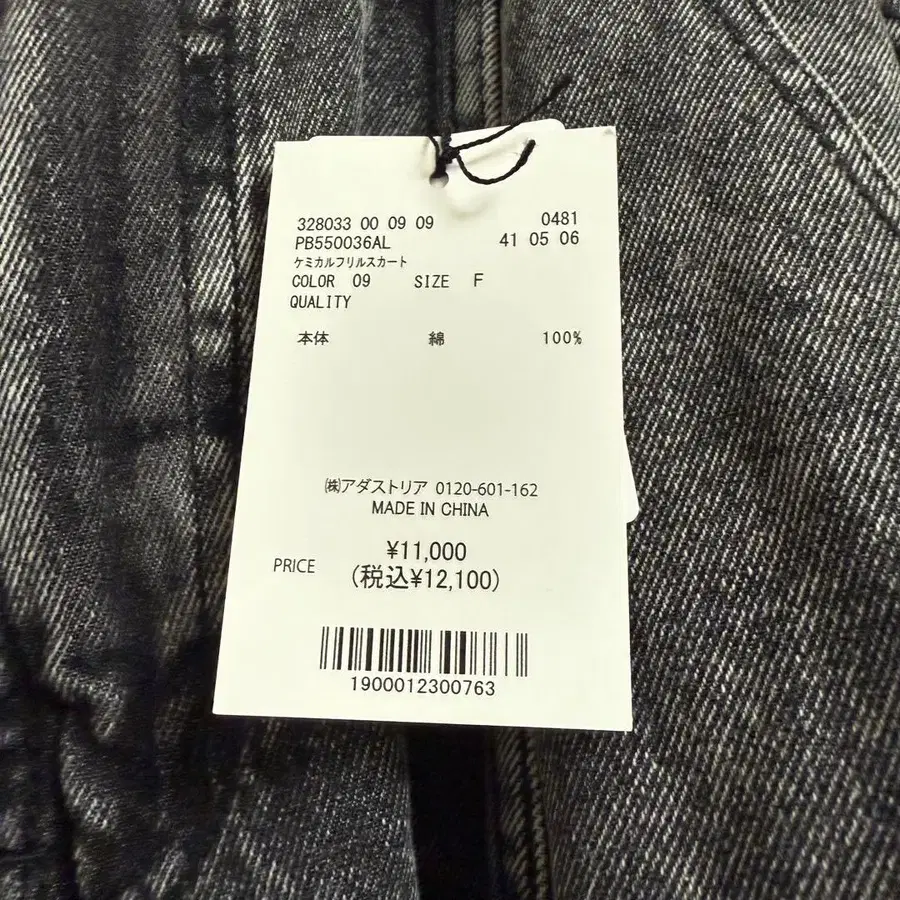 328033 00 09 09 0481
PB550036AL 41 05 06
ケミカルフリルスカート
COLOR 09 SIZE F
QUALITY
本体 綿 100%
㈱アダストリア 0120-601-162
MADE IN CHINA
¥11,000
PRICE (税込¥12,100)
1900012300763